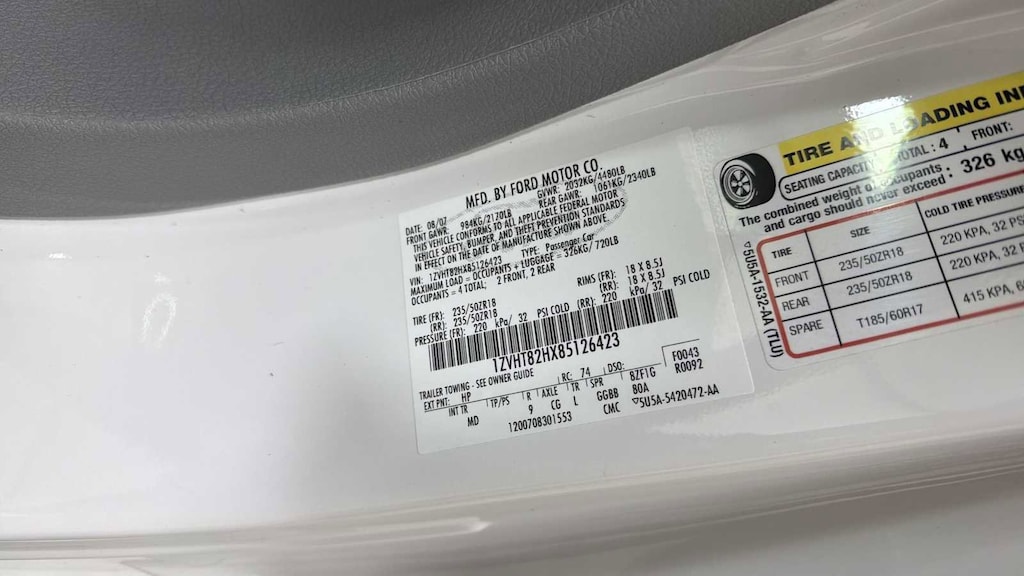 MFD. BY FORD MOTOR CO.
DATE: 08/07 GVWR: 2032KG/4480LB
FRONT GAWR: 984KG/2170LB REAR GAWR: 1061KG/2340LB
THIS VEHICLE CONFORMS TO ALL APPLICABLE FEDERAL MOTOR
VEHICLE SAFETY, BUMPER, AND THEFT PREVENTION STANDARDS
IN EFFECT ON THE DATE OF MANUFACTURE SHOWN ABOVE.
VIN: 1ZVHT82HX85126423 TYPE: Passenger Car
MAXIMUM LOAD = OCCUPANTS + LUGGAGE = 326KG/ 720LB
OCCUPANTS = 4 TOTAL; 2 FRONT, 2 REAR
TIRE (FR): 235/50ZR18 RIMS (FR): 18 X 8.5J
(RR): 235/50ZR18 (RR): 18 X 8.5J
PRESSURE (FR): 220 kPa/ 32 PSI COLD (RR): 220 kPa/ 32 PSI COLD
1ZVHT82HX85126423
TRAILER TOWING - SEE OWNER GUIDE
F0043
R0092
EXT PNT: HP RC: 74 DSO:
INT TR TP/PS R AXLE TR SPR BZF1G
MD 9 CG L GGBB BOA
1200708301553 CMC ▽5U5A-5420472-AA
TIRE AND LOADING
SEATING CAPACITY TOTAL: 4 FRONT:
The combined weight of occupants
and cargo should never exceed : 326 kg
TIRE SIZE COLD TIRE PRESSURE
FRONT 235/50ZR18 220 KPA, 32
REAR 235/50ZR18 220 KPA, 32
SPARE T185/60R17 415 KPA,
▽5U5A-1532-AA (TLU)